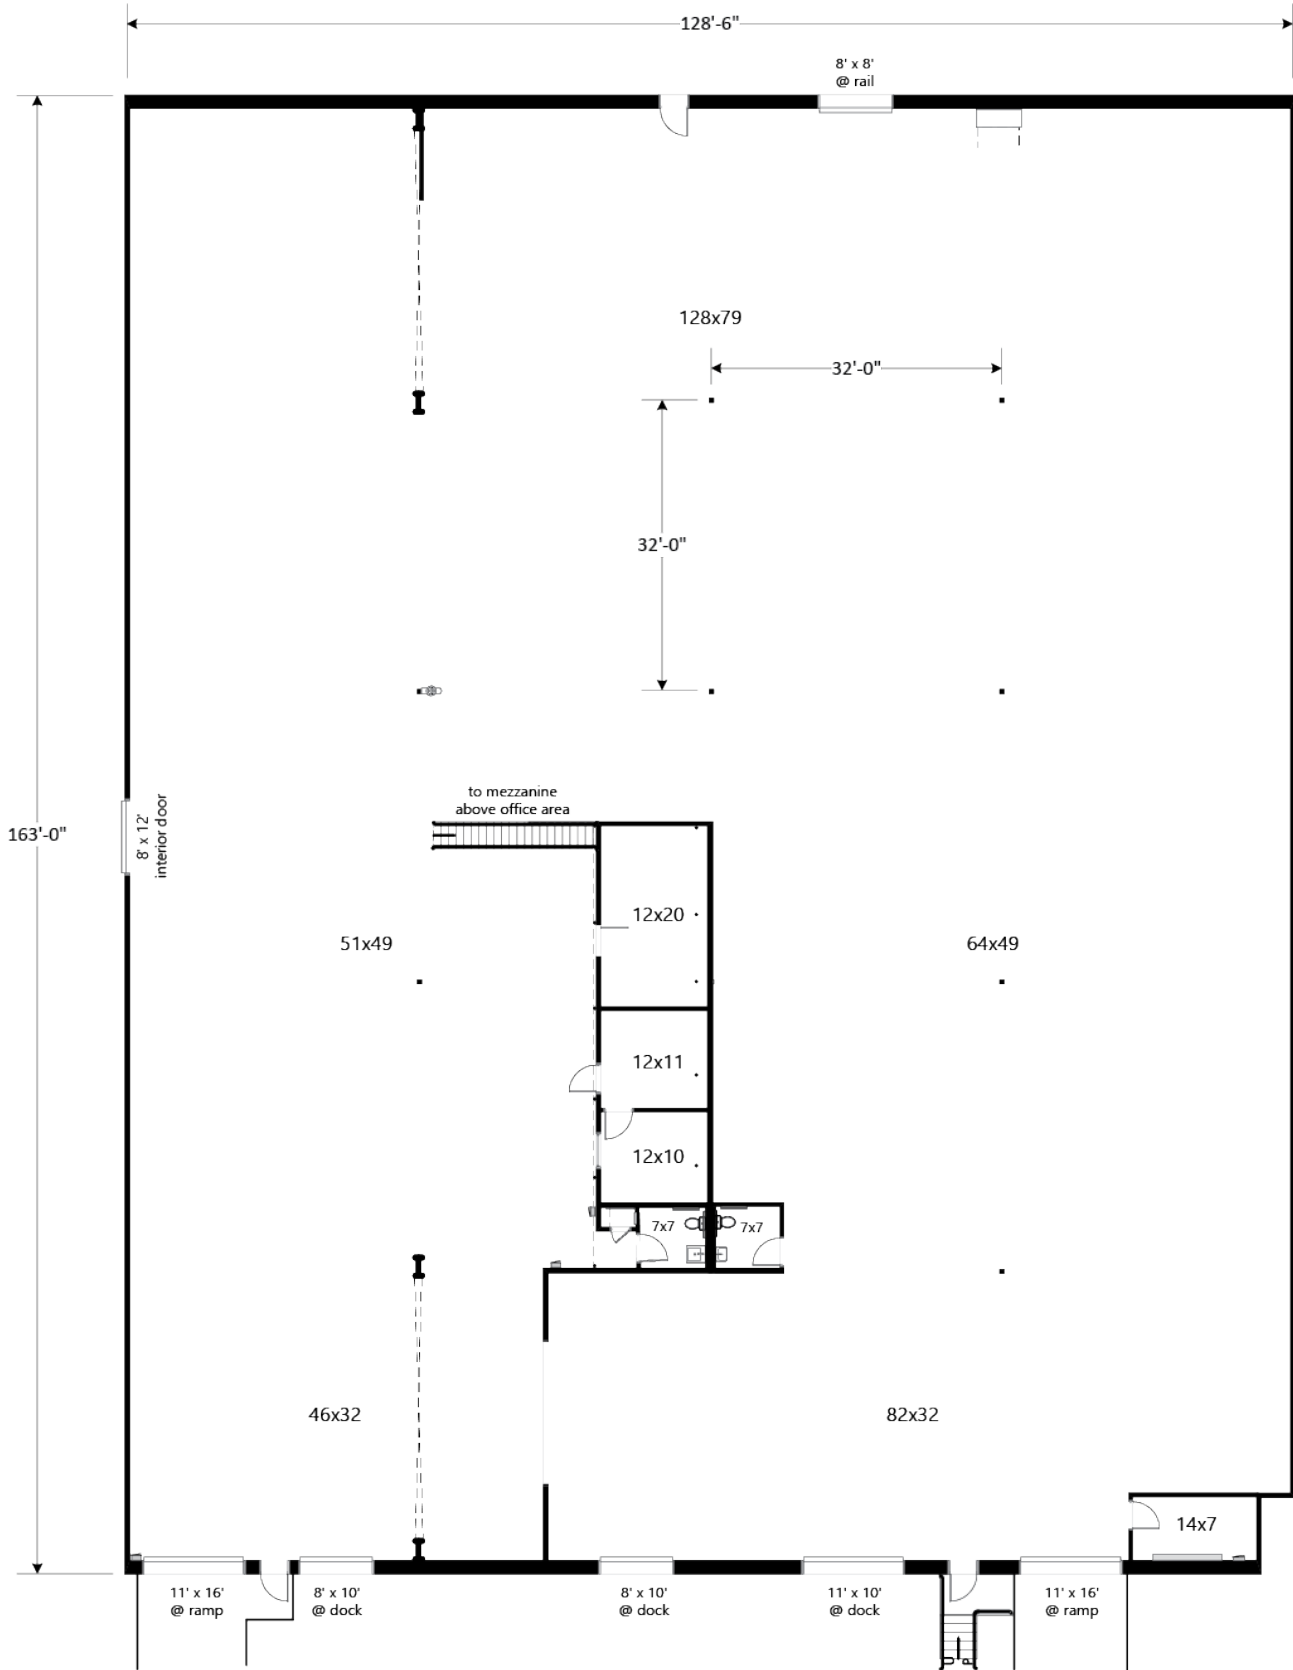 128'-6"
8' x 8'
@ rail
128x79
32'-0"
32'-0"
to mezzanine
above office area
163'-0"
8' x 12'
interior door
12x20
51x49
64x49
12x11
12x10
7x7
7x7
46x32
82x32
14x7
11' x 16'
@ ramp
8' x 10'
@ dock
8' x 10'
@ dock
11' x 10'
@ dock
11' x 16'
@ ramp